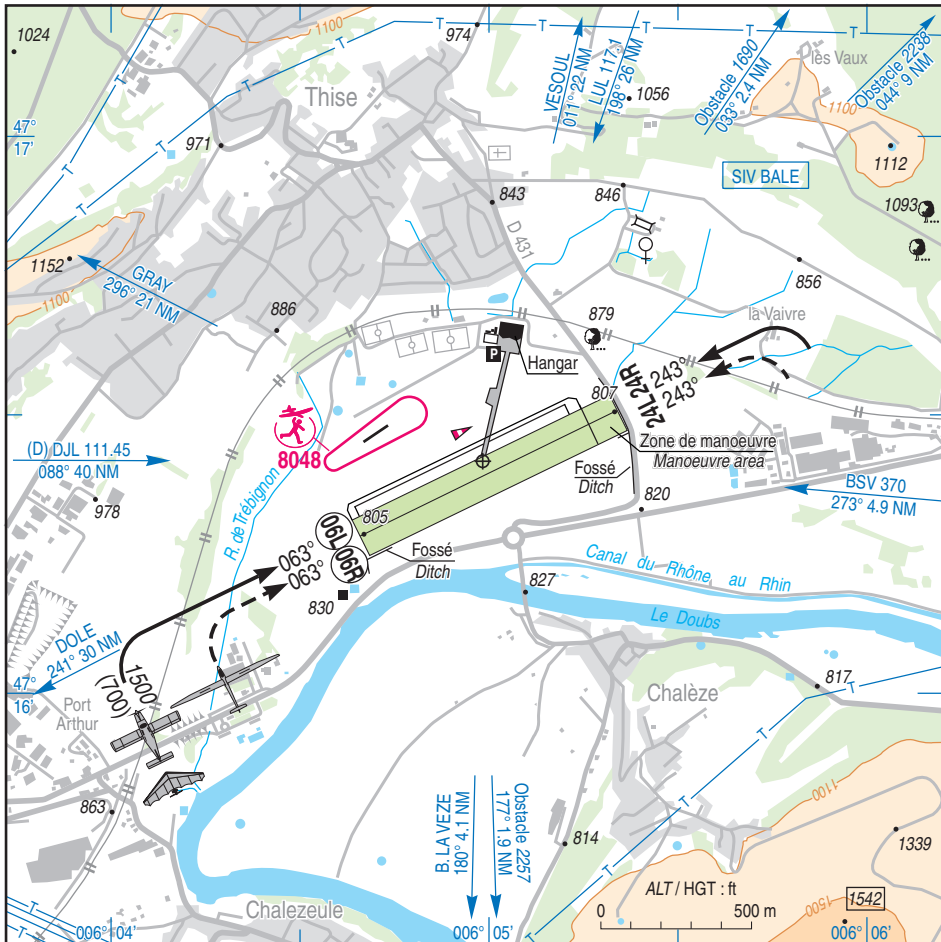 1024
1100
974
VESOUL
011° 22 NM
LUL 117.1
198° 26 NM
1056
Obstacle 1690
033° 2.4 NM
les Vaux
Obstacle 2238
044° 9 NM
1100
Thise
47°
17'
971
1112
843
846
SIV BALE
1093
D 431
1152
1100
GRAY
296° 21 NM
856
886
879
la Vaivre
P
Hangar
243°
243°
24L 24R
807
8048
Zone de manoeuvre
Manoeuvre area
(D) DJL 111.45
088° 40 NM
Fossé
Ditch
BSV 370
273° 4.9 NM
978
R. de Trébignon
820
805
06L 06R
063°
063°
Fossé
Ditch
830
Canal du Rhône au Rhin
827
Le Doubs
DOLE
241° 30 NM
1500
(700)
47°
16'
Port
Arthur
Chalèze
817
863
B. LA VEZE
180° 4.1 NM
Obstacle 2257
177° 1.9 NM
814
1100
1339
ALT / HGT : ft
0 500 m
1542
1500
Chalezeule
006° 04'
006° 05'
006° 06'
T T T T T T T T T